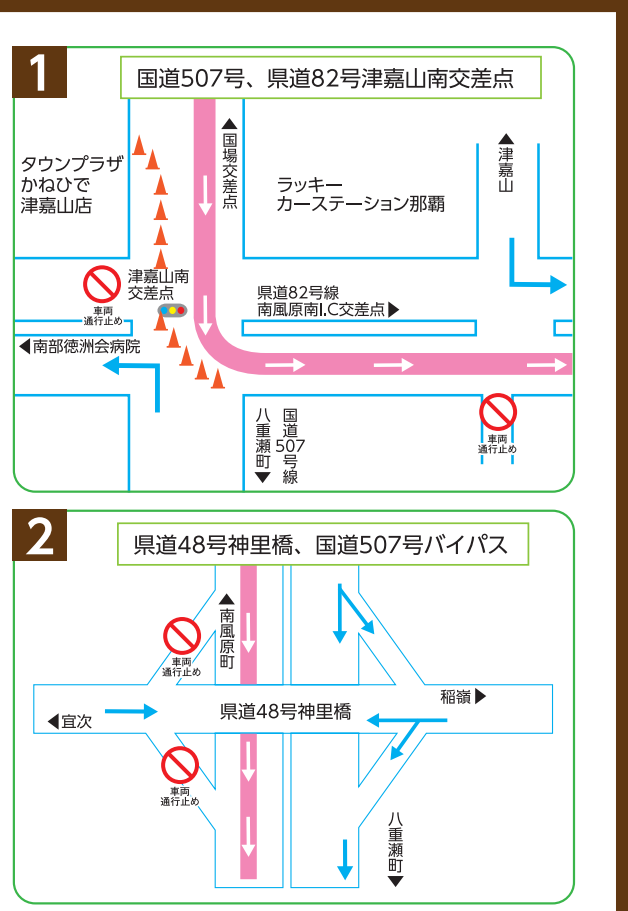 1
国道507号、県道82号津嘉山南交差点
▲国場交差点
▲津嘉山
タウンプラザ
かねひで
津嘉山店
ラッキー
カーステーション那覇
車両
通行止め
津嘉山南
交差点
県道82号線
南風原南I.C交差点▶
◀南部徳洲会病院
国道507号線
八重瀬町▼
車両
通行止め
2
県道48号神里橋、国道507号バイパス
▲南風原町
車両
通行止め
県道48号神里橋
稲嶺▶
◀宜次
車両
通行止め
八重瀬町▼